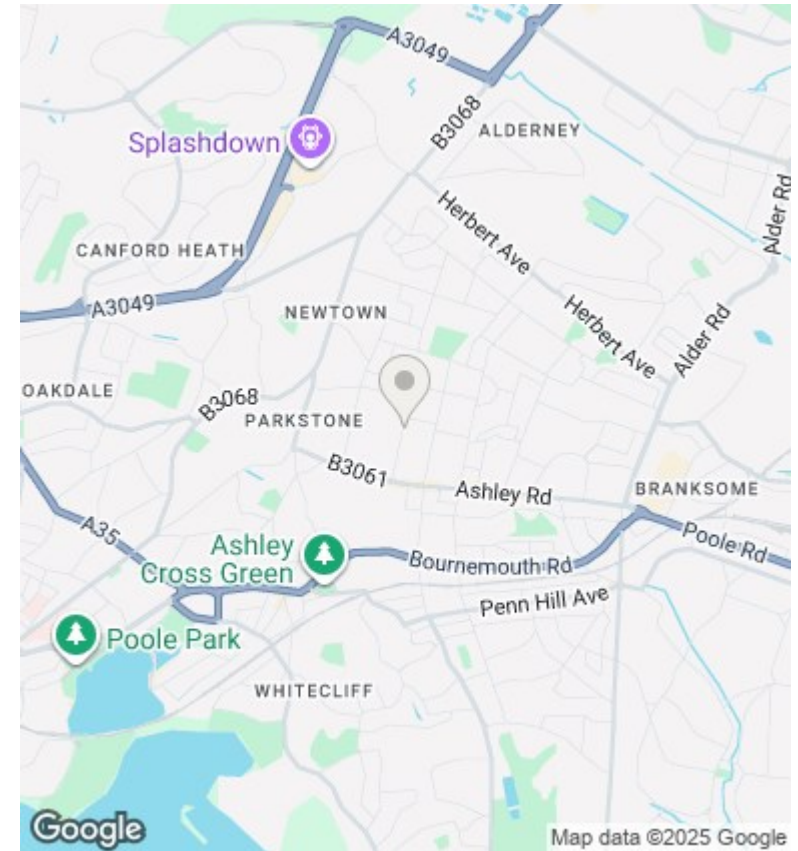 A3049
B3068
ALDERNEY
Splashdown
Alder Rd
Herbert Ave
CANFORD HEATH
A3049
NEWTOWN
Herbert Ave
Alder Rd
OAKDALE
B3068
PARKSTONE
B3061
Ashley Rd
BRANKSOME
A35
Poole Rd
Ashley
Cross Green
Bournemouth Rd
Penn Hill Ave
Poole Park
WHITECLIFF
Google
Map data ©2025 Google